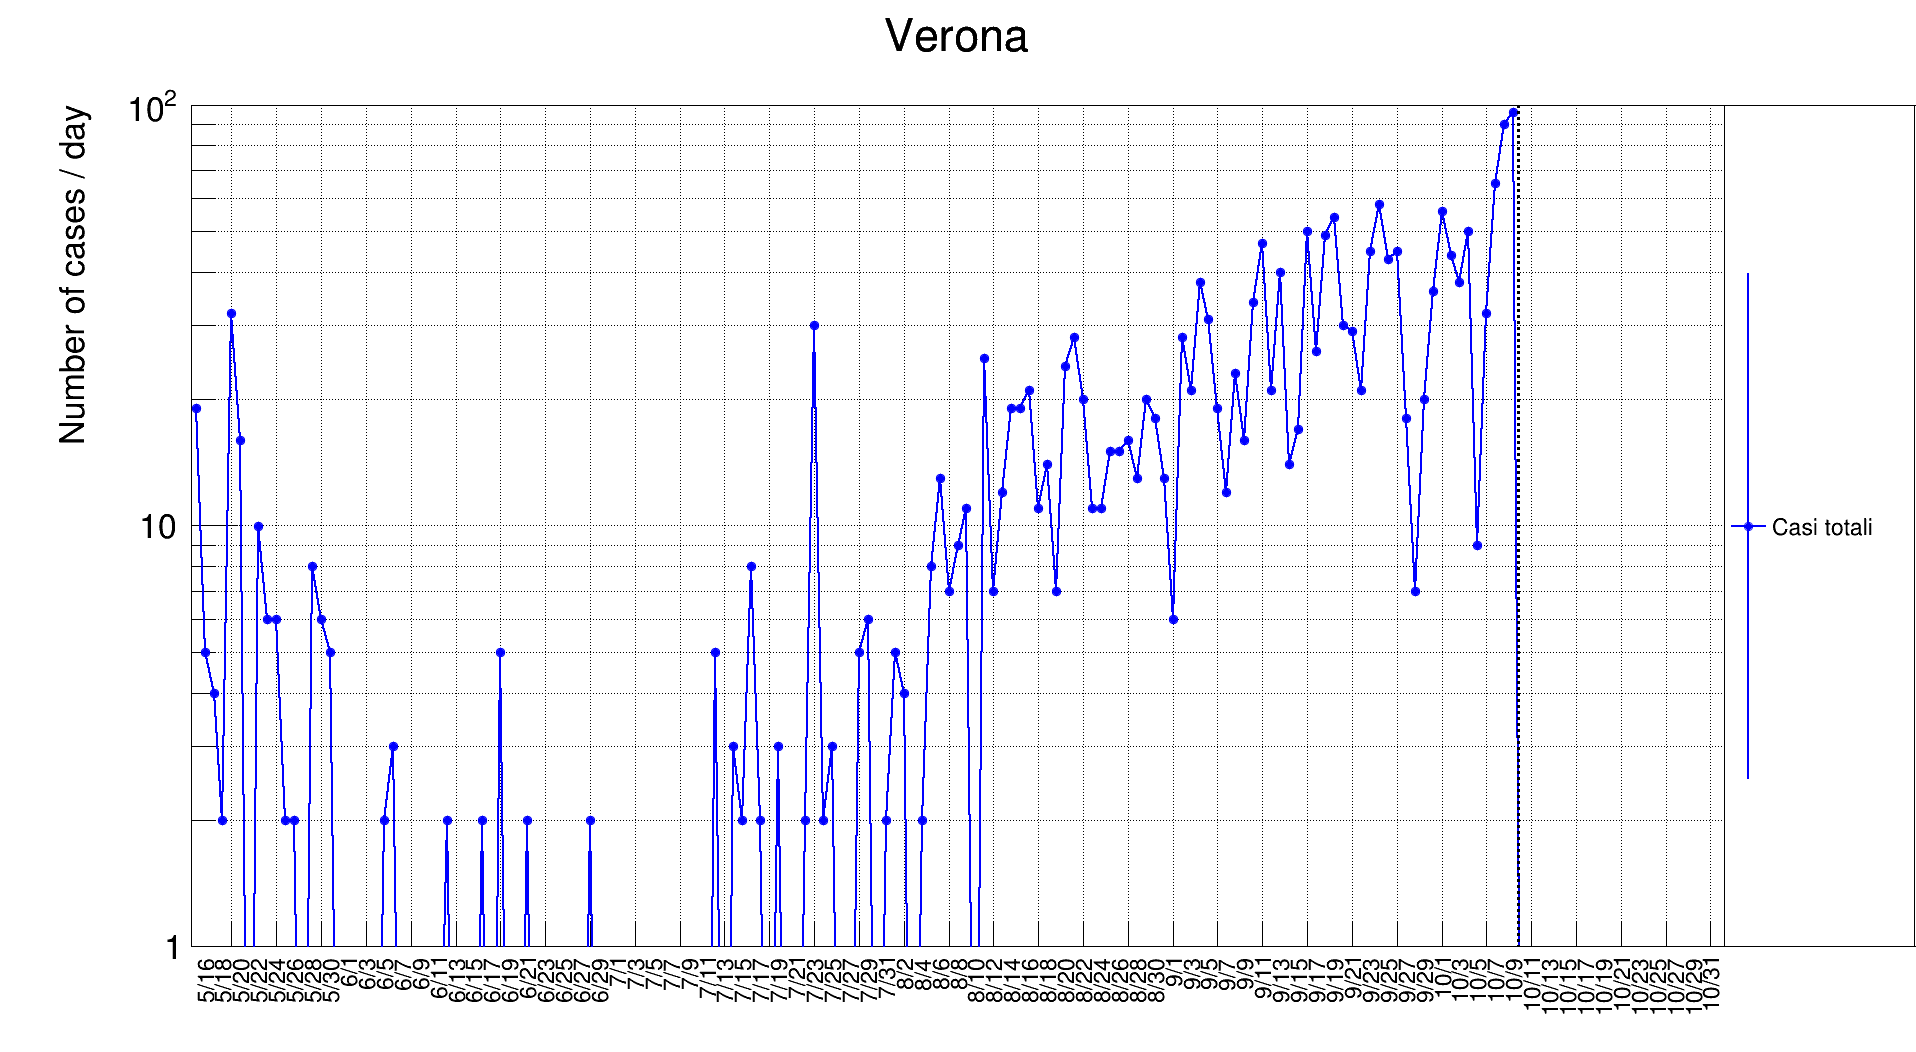 Verona
Number of cases / day
10²
10
1
Casi totali
5/16 5/18 5/20 5/22 5/24 5/26 5/28 5/30 6/1 6/3 6/5 6/7 6/9 6/11 6/13 6/15 6/17 6/19 6/21 6/23 6/25 6/27 6/29 7/1 7/3 7/5 7/7 7/9 7/11 7/13 7/15 7/17 7/19 7/21 7/23 7/25 7/27 7/29 7/31 8/2 8/4 8/6 8/8 8/10 8/12 8/14 8/16 8/18 8/20 8/22 8/24 8/26 8/28 8/30 9/1 9/3 9/5 9/7 9/9 9/11 9/13 9/15 9/17 9/19 9/21 9/23 9/25 9/27 9/29 10/1 10/3 10/5 10/7 10/9 10/11 10/13 10/15 10/17 10/19 10/21 10/23 10/25 10/27 10/29 10/31